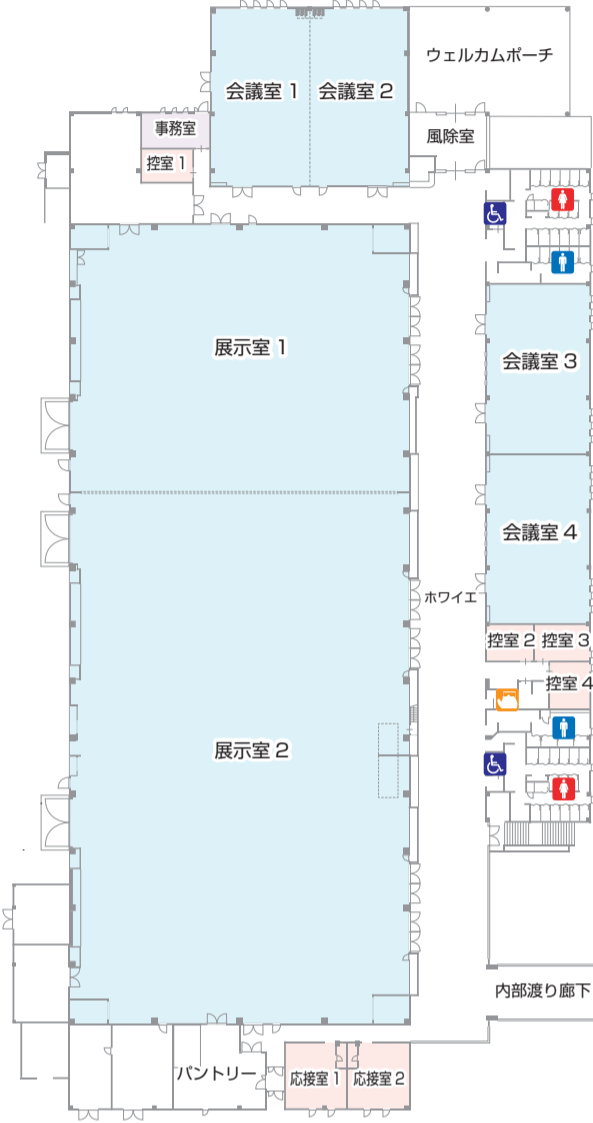 ウェルカムポーチ
会議室 1
会議室 2
事務室
風除室
控室 1
展示室 1
会議室 3
会議室 4
ホワイエ
控室 2
控室 3
控室 4
展示室 2
内部渡り廊下
パントリー
応接室 1
応接室 2